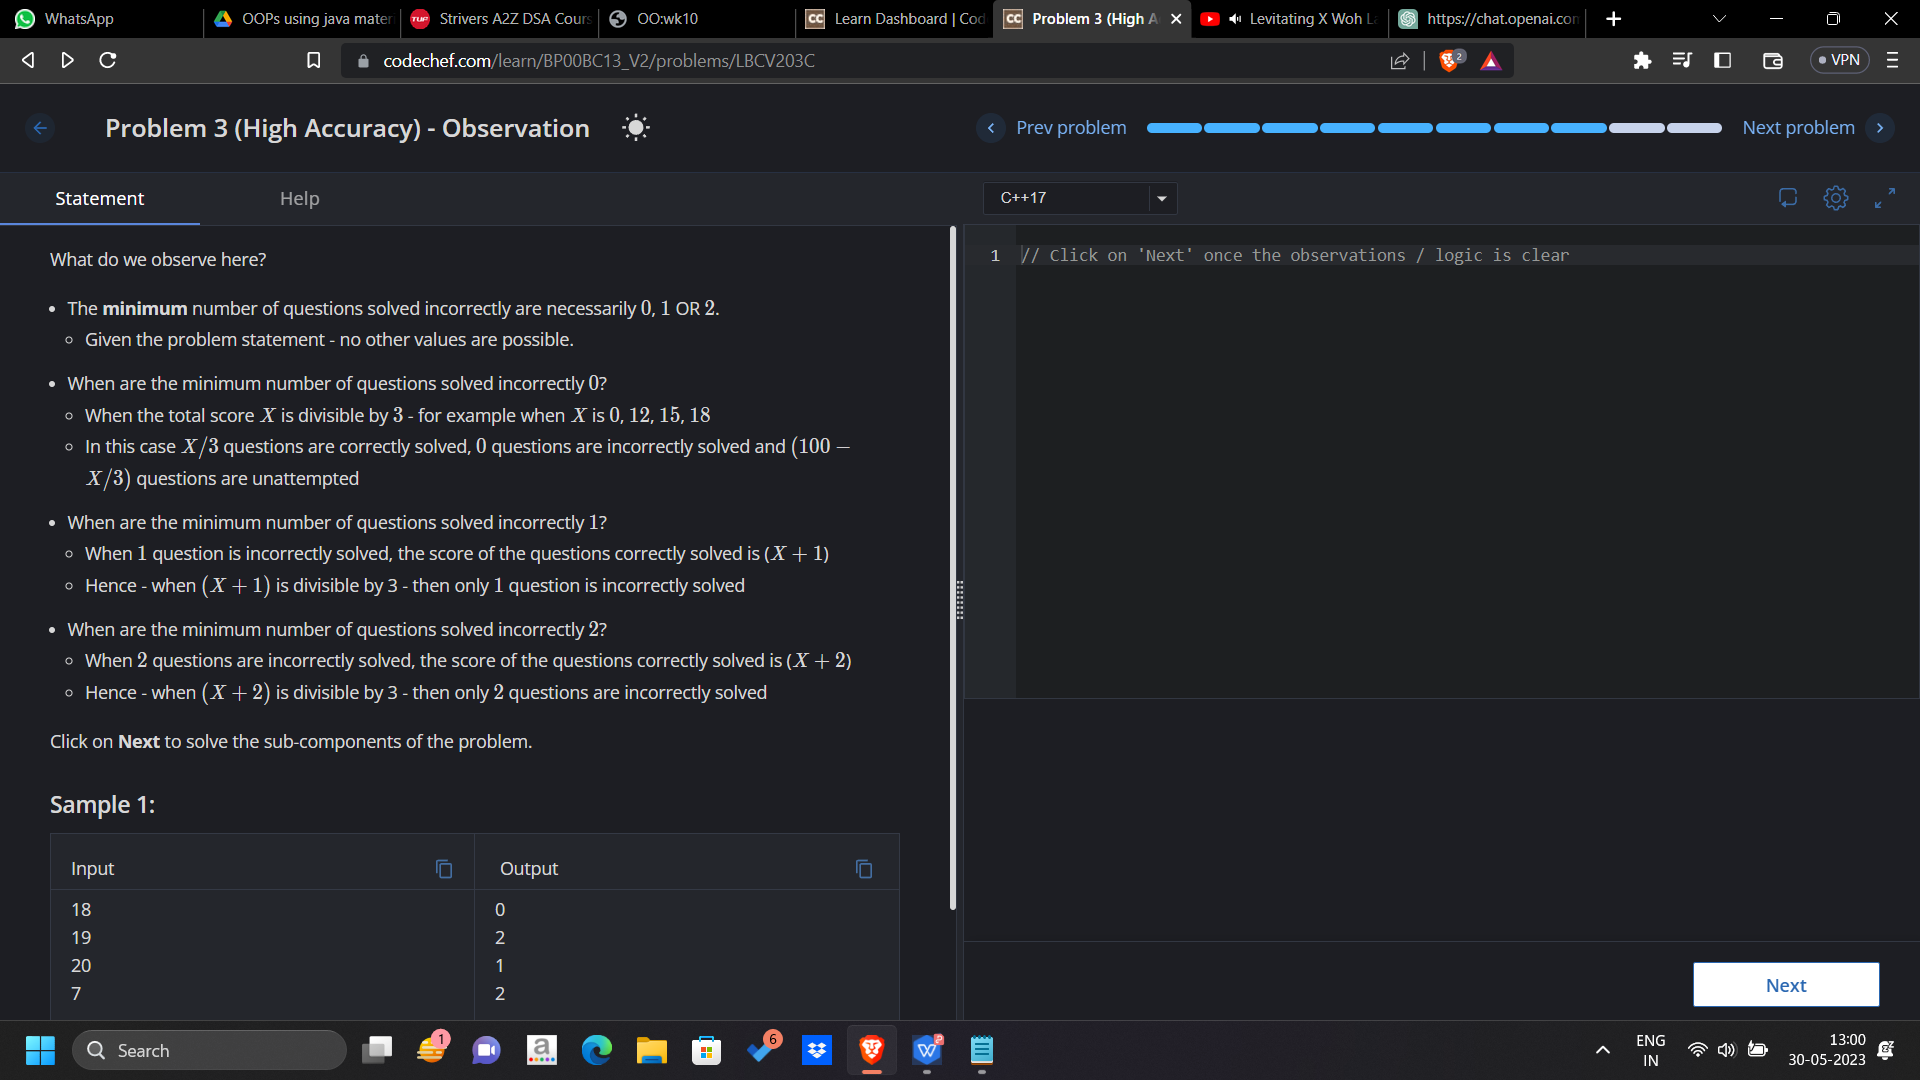 WhatsApp
OOPs using java mater
Strivers A2Z DSA Cours
OO:wk10
Learn Dashboard | Cod
Problem 3 (High A
Levitating X Woh L
https://chat.openai.com
codechef.com/learn/BP00BC13_V2/problems/LBCV203C
2
VPN
Problem 3 (High Accuracy) - Observation
Prev problem
Next problem
Statement
Help
C++17
What do we observe here?
• The minimum number of questions solved incorrectly are necessarily 0, 1 OR 2.
◦ Given the problem statement - no other values are possible.
• When are the minimum number of questions solved incorrectly 0?
◦ When the total score X is divisible by 3 - for example when X is 0, 12, 15, 18
◦ In this case X/3 questions are correctly solved, 0 questions are incorrectly solved and (100 −
X/3) questions are unattempted
• When are the minimum number of questions solved incorrectly 1?
◦ When 1 question is incorrectly solved, the score of the questions correctly solved is (X + 1)
◦ Hence - when (X + 1) is divisible by 3 - then only 1 question is incorrectly solved
• When are the minimum number of questions solved incorrectly 2?
◦ When 2 questions are incorrectly solved, the score of the questions correctly solved is (X + 2)
◦ Hence - when (X + 2) is divisible by 3 - then only 2 questions are incorrectly solved
Click on Next to solve the sub-components of the problem.
Sample 1:
Input
Output
18
0
19
2
20
1
7
2
1
// Click on 'Next' once the observations / logic is clear
Next
Search
1
6
ENG
IN
13:00
30-05-2023